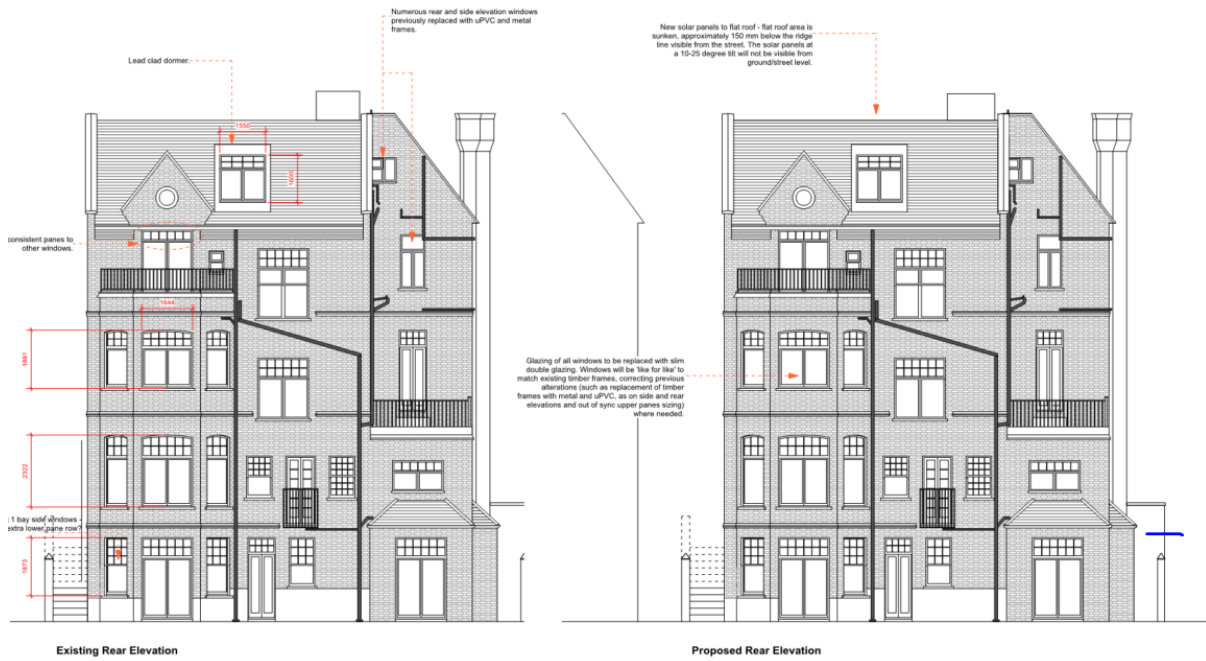 Numerous rear and side elevation windows
previously replaced with uPVC and metal
frames.
Lead clad dormer.
1550
1600
consistent panes to
other windows.
1644
1681
2322
: 1 bay side windows -
extra lower pane row?
1673
Existing Rear Elevation
New solar panels to flat roof - flat roof area is
sunken, approximately 150 mm below the ridge
line visible from the street. The solar panels at
a 10-25 degree tilt will not be visible from
ground/street level.
Glazing of all windows to be replaced with slim
double glazing. Windows will be 'like for like' to
match existing timber frames, correcting previous
alterations (such as replacement of timber
frames with metal and uPVC, as on side and rear
elevations and out of sync upper panes sizing)
where needed.
Proposed Rear Elevation